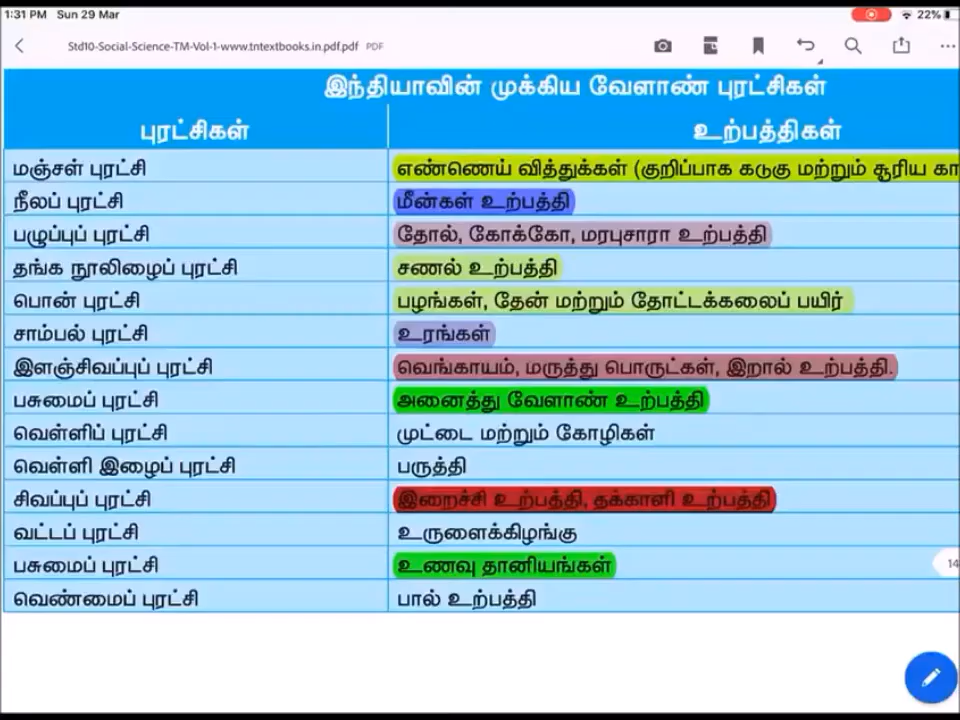 1:31 PM Sun 29 Mar 22%
Std10-Social-Science-TM-Vol-1-www.tntextbooks.in.pdf.pdf PDF
இந்தியாவின் முக்கிய வேளாண் புரட்சிகள்
புரட்சிகள் உற்பத்திகள்
மஞ்சள் புரட்சி எண்ணெய் வித்துக்கள் (குறிப்பாக கடுகு மற்றும் சூரிய கா
நீலப் புரட்சி மீன்கள் உற்பத்தி
பழுப்புப் புரட்சி தோல், கோக்கோ, மரபுசாரா உற்பத்தி
தங்க நூலிழைப் புரட்சி சணல் உற்பத்தி
பொன் புரட்சி பழங்கள், தேன் மற்றும் தோட்டக்கலைப் பயிர்
சாம்பல் புரட்சி உரங்கள்
இளஞ்சிவப்புப் புரட்சி வெங்காயம், மருத்து பொருட்கள், இறால் உற்பத்தி.
பசுமைப் புரட்சி அனைத்து வேளாண் உற்பத்தி
வெள்ளிப் புரட்சி முட்டை மற்றும் கோழிகள்
வெள்ளி இழைப் புரட்சி பருத்தி
சிவப்புப் புரட்சி இறைச்சி உற்பத்தி, தக்காளி உற்பத்தி
வட்டப் புரட்சி உருளைக்கிழங்கு
பசுமைப் புரட்சி உணவு தானியங்கள்
14
வெண்மைப் புரட்சி பால் உற்பத்தி